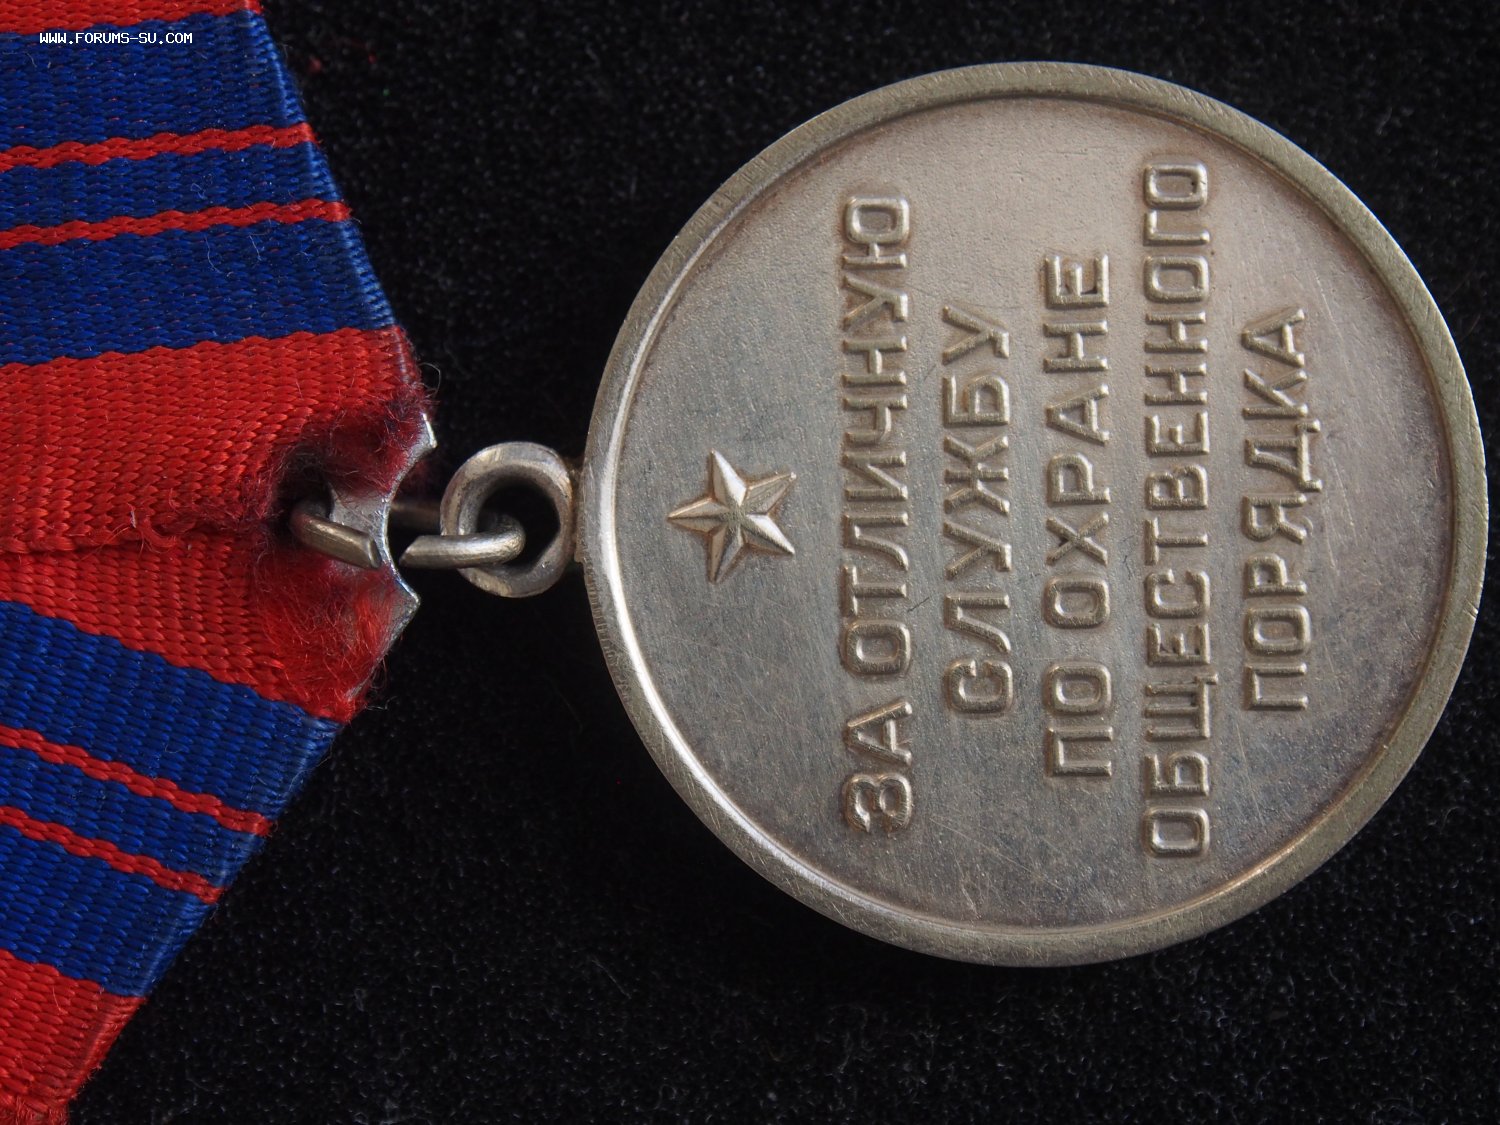 WWW.FORUMS-SU.COM
ЗА ОТЛИЧНУЮ
СЛУЖБУ
ПО ОХРАНЕ
ОБЩЕСТВЕННОГО
ПОРЯДКА